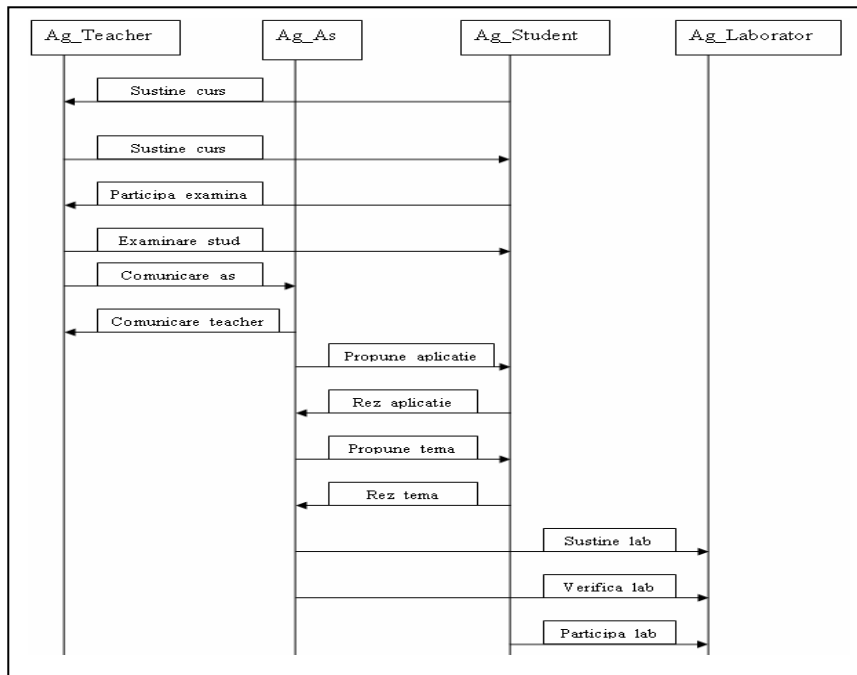 Ag_Teacher
Ag_As
Ag_Student
Ag_Laborator
Sustine curs
Sustine curs
Participa examina
Examinare stud
Comunicare as
Comunicare teacher
Propune aplicatie
Rez aplicatie
Propune tema
Rez tema
Sustine lab
Verifica lab
Participa lab